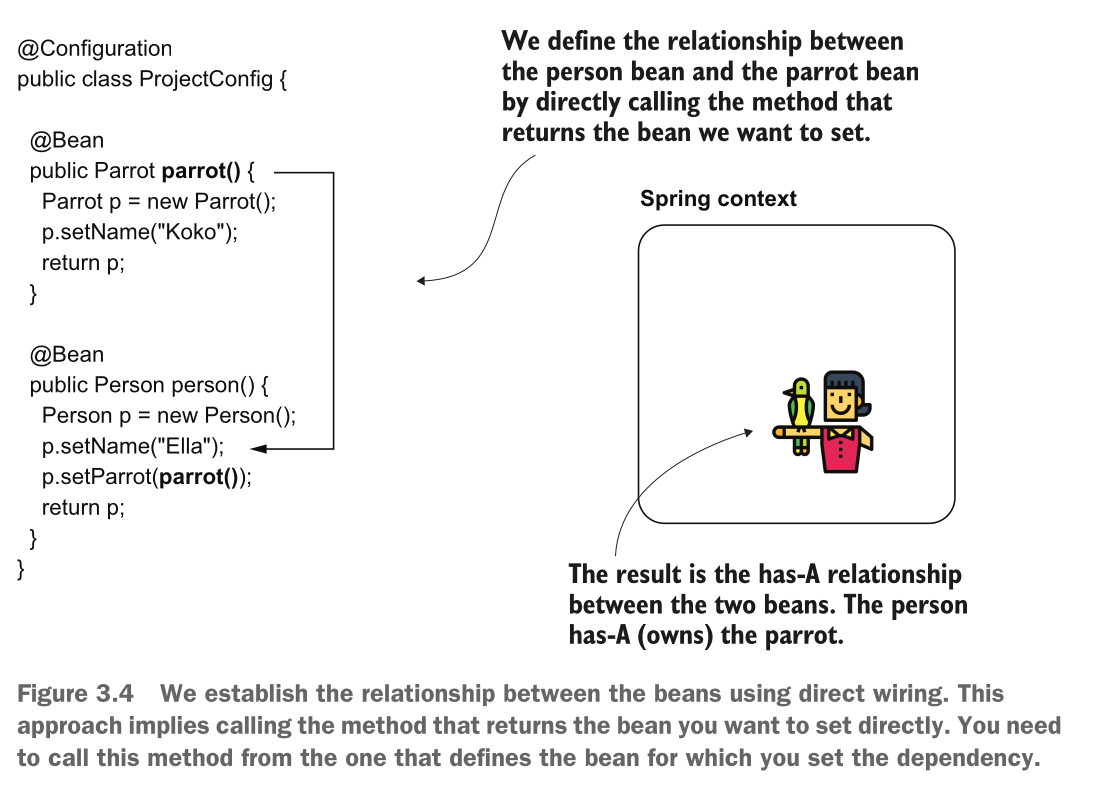 @Configuration
public class ProjectConfig {
@Bean
public Parrot parrot() {
Parrot p = new Parrot();
p.setName("Koko");
return p;
}
@Bean
public Person person() {
Person p = new Person();
p.setName("Ella");
p.setParrot(parrot());
return p;
}
}
We define the relationship between
the person bean and the parrot bean
by directly calling the method that
returns the bean we want to set.
Spring context
The result is the has-A relationship
between the two beans. The person
has-A (owns) the parrot.
Figure 3.4 We establish the relationship between the beans using direct wiring. This
approach implies calling the method that returns the bean you want to set directly. You need
to call this method from the one that defines the bean for which you set the dependency.